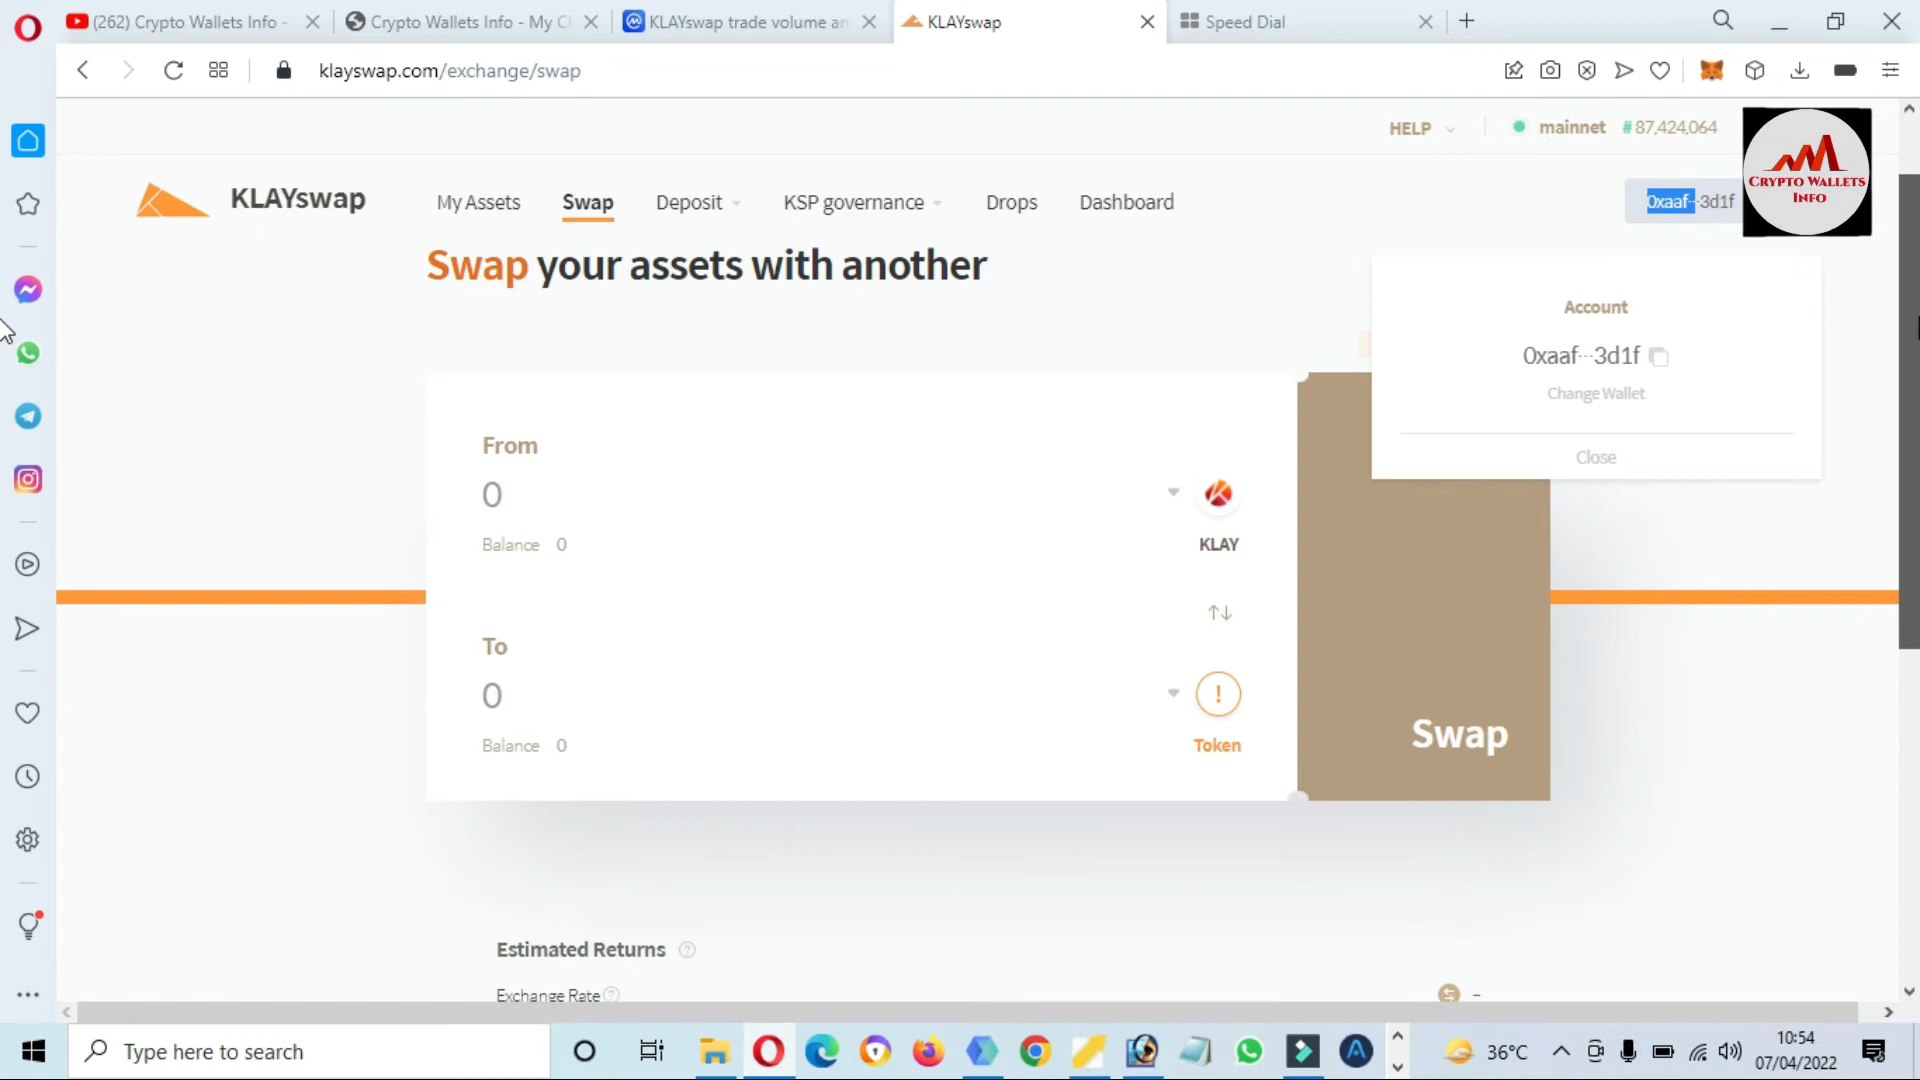 (262) Crypto Wallets Info -
Crypto Wallets Info - My C
KLAYswap trade volume an
KLAYswap
Speed Dial
klayswap.com/exchange/swap
HELP
mainnet
#87,424,064
KLAYswap
My Assets
Swap
Deposit
KSP governance
Drops
Dashboard
0xaaf···3d1f
CRYPTO WALLETS
INFO
Swap your assets with another
Account
0xaaf···3d1f
Change Wallet
Close
From
0
Balance 0
KLAY
To
0
Balance 0
!
Token
Swap
Estimated Returns ?
Exchange Rate ?
-
Type here to search
36°C
10:54
07/04/2022